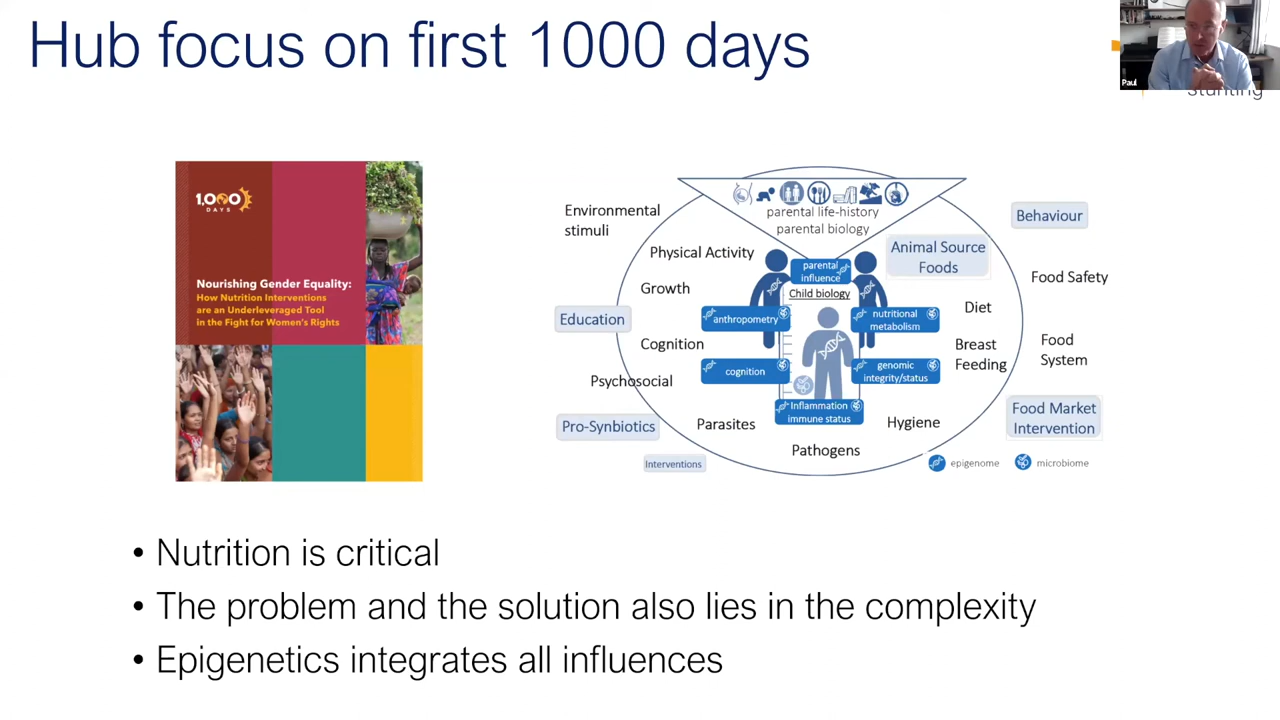 Hub focus on first 1000 days
Paul
Stunting
1,000
DAYS
Nourishing Gender Equality:
How Nutrition Interventions
are an Underleveraged Tool
in the Fight for Women's Rights
parental life-history
parental biology
Environmental
stimuli
Physical Activity
Growth
Education
Cognition
Psychosocial
Pro-Synbiotics
Interventions
Parasites
Pathogens
Hygiene
parental
influence
Child biology
anthropometry
nutritional
metabolism
cognition
genomic
integrity/status
Inflammation
immune status
Animal Source
Foods
Diet
Breast
Feeding
Behaviour
Food Safety
Food
System
Food Market
Intervention
epigenome
microbiome
• Nutrition is critical
• The problem and the solution also lies in the complexity
• Epigenetics integrates all influences